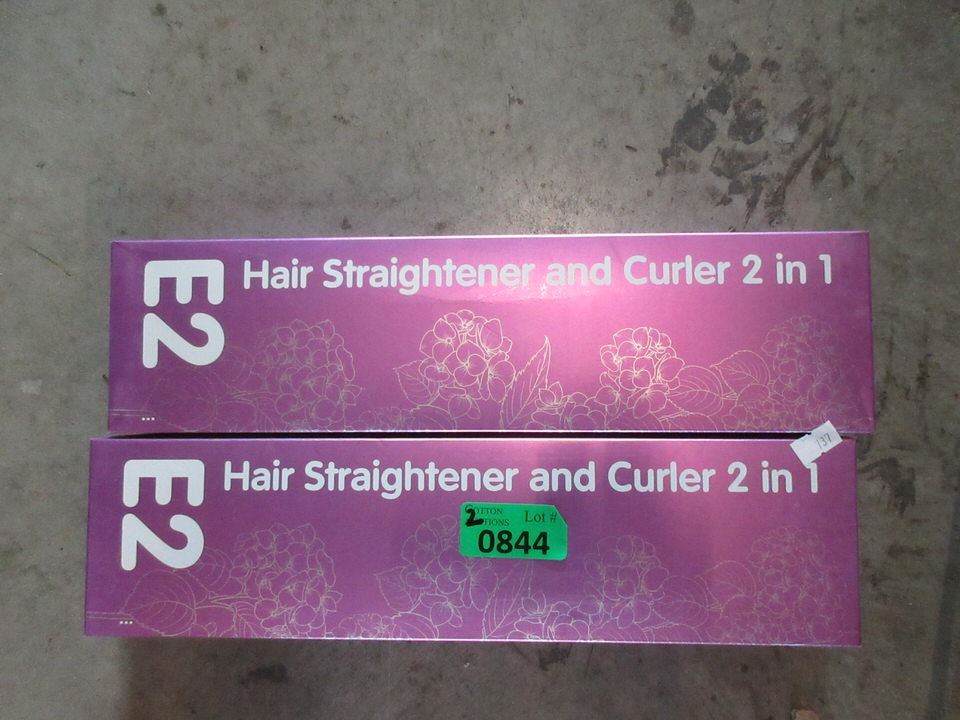 E2
Hair Straightener and Curler 2 in 1
137
E2
Hair Straightener and Curler 2 in 1
2
Lot #
0844